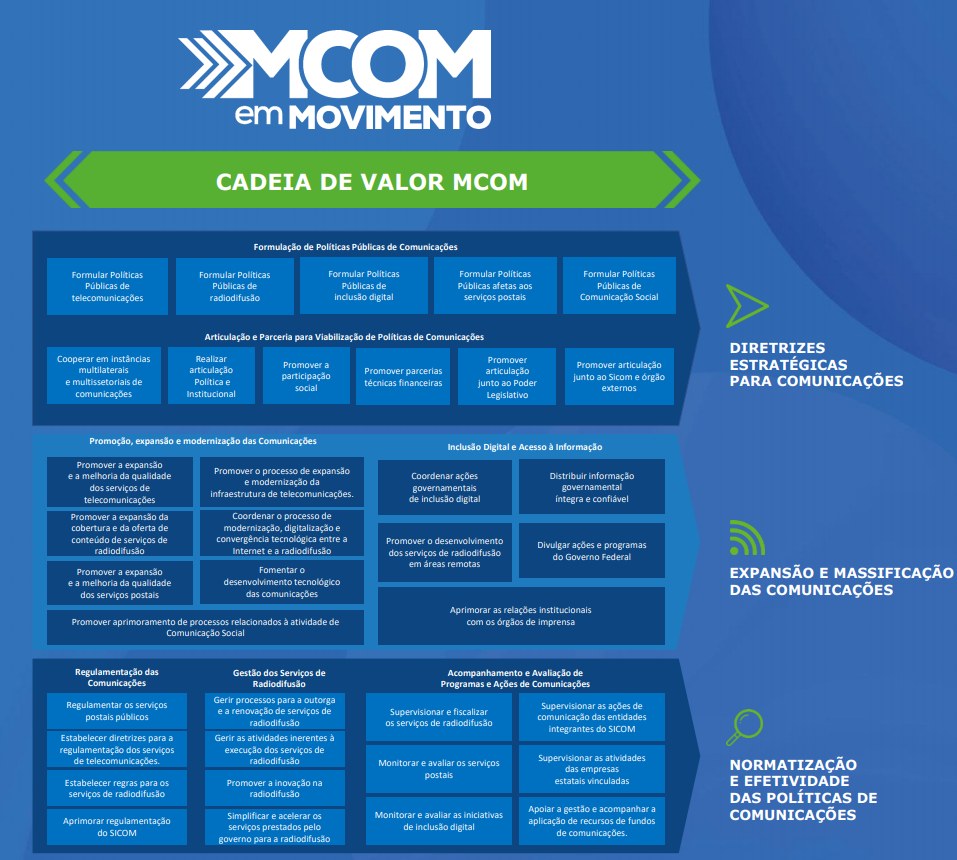 MCOM
em MOVIMENTO
CADEIA DE VALOR MCOM
Formulação de Políticas Públicas de Comunicações
Formular Políticas
Públicas de
telecomunicações
Formular Políticas
Públicas de
radiofusão
Formular Políticas
Públicas de
inclusão digital
Formular Políticas
Públicas afetas aos
serviços postais
Formular Políticas
Públicas de
Comunicação Social
Articulação e Parceria para Viabilização de Políticas de Comunicações
Cooperar em instâncias
multilaterais
e multissetoriais de
comunicações
Realizar
articulação
Política e
Institucional
Promover a
participação
social
Promover parcerias
técnicas financeiras
Promover
articulação
junto ao Poder
Legislativo
Promover articulação
junto ao Sicom e órgão
externos
DIRETRIZES
ESTRATÉGICAS
PARA COMUNICAÇÕES
Promoção, expansão e modernização das Comunicações
Promover a expansão
e a melhoria da qualidade
dos serviços de
telecomunicações
Promover o processo de expansão
e modernização da
infraestrutura de telecomunicações.
Promover a expansão da
cobertura e da oferta de
conteúdo de serviços de
radiodifusão
Coordenar o processo de
modernização, digitalização e
convergência tecnológica entre a
Internet e a radiodifusão
Promover a expansão
e a melhoria da qualidade
dos serviços postais
Fomentar o
desenvolvimento tecnológico
das comunicações
Promover aprimoramento de processos relacionados à atividade de
Comunicação Social
Inclusão Digital e Acesso à Informação
Coordenar ações
governamentais
de inclusão digital
Distribuir informação
governamental
íntegra e confiável
Promover o desenvolvimento
dos serviços de radiodifusão
em áreas remotas
Divulgar ações e programas
do Governo Federal
Aprimorar as relações institucionais
com os órgãos de imprensa
EXPANSÃO E MASSIFICAÇÃO
DAS COMUNICAÇÕES
Regulamentação das
Comunicações
Regulamentar os serviços
postais públicos
Estabelecer diretrizes para a
regulamentação dos serviços
de telecomunicações.
Estabelecer regras para os
serviços de radiodifusão
Aprimorar regulamentação
do SICOM
Gestão dos Serviços de
Radiodifusão
Gerir processos para a outorga
e a renovação de serviços de
radiodifusão
Gerir as atividades inerentes à
execução dos serviços de
radiodifusão
Promover a inovação na
radiodifusão
Simplificar e acelerar os
serviços prestados pelo
governo para a radiodifusão
Acompanhamento e Avaliação de
Programas e Ações de Comunicações
Supervisionar e fiscalizar
os serviços de radiodifusão
Supervisionar as ações de
comunicação das entidades
integrantes do SICOM
Monitorar e avaliar os serviços
postais
Supervisionar as atividades
das empresas
estatais vinculadas
Monitorar e avaliar as iniciativas
de inclusão digital
Apoiar a gestão e acompanhar a
aplicação de recursos de fundos
de comunicações.
NORMATIZAÇÃO
E EFETIVIDADE
DAS POLÍTICAS DE
COMUNICAÇÕES